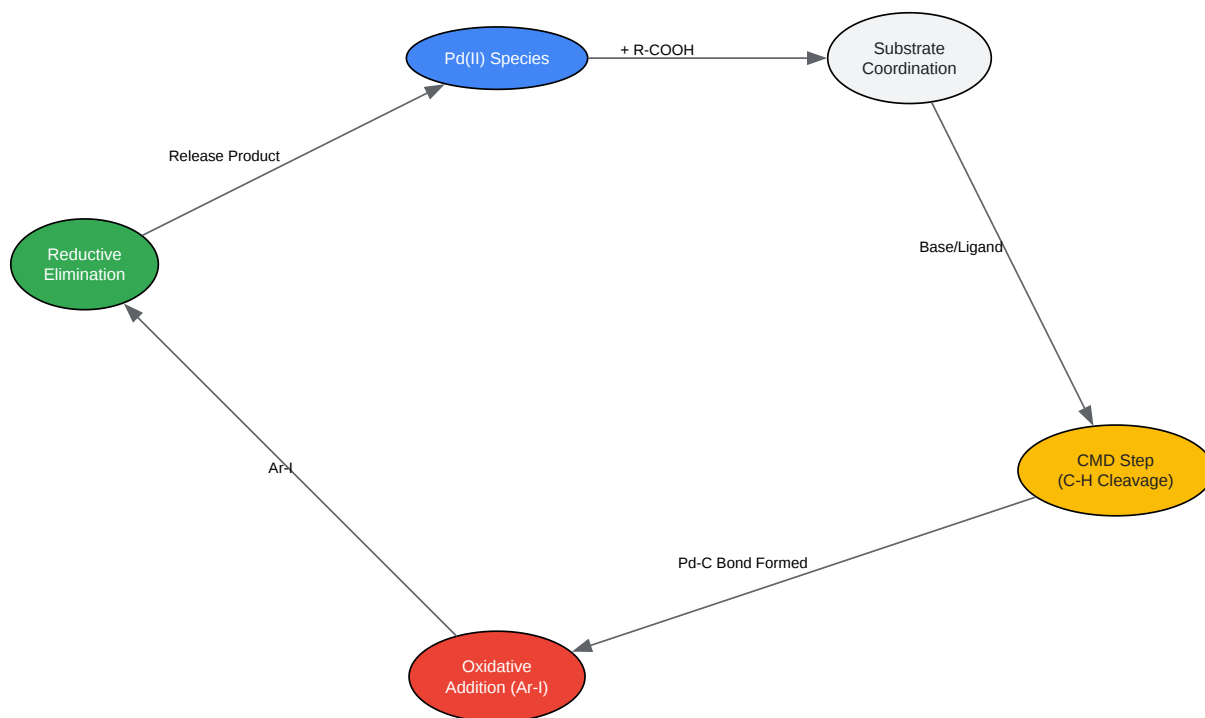 Pd(II) Species
+ R-COOH
Substrate
Coordination
Release Product
Reductive
Elimination
Base/Ligand
CMD Step
(C-H Cleavage)
Ar-I
Pd-C Bond Formed
Oxidative
Addition (Ar-I)